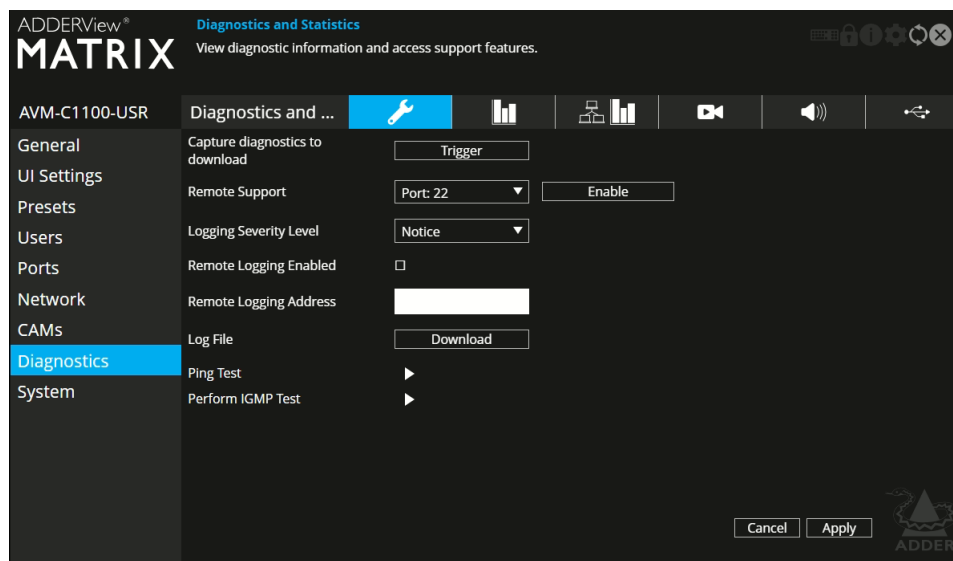 ADDERView®
MATRIX
Diagnostics and Statistics
View diagnostic information and access support features.
AVM-C1100-USR
Diagnostics and ...
General
UI Settings
Presets
Users
Ports
Network
CAMs
Diagnostics
System
Capture diagnostics to
download
Trigger
Remote Support
Port: 22
Enable
Logging Severity Level
Notice
Remote Logging Enabled
Remote Logging Address
Log File
Download
Ping Test
Perform IGMP Test
Cancel
Apply
ADDER